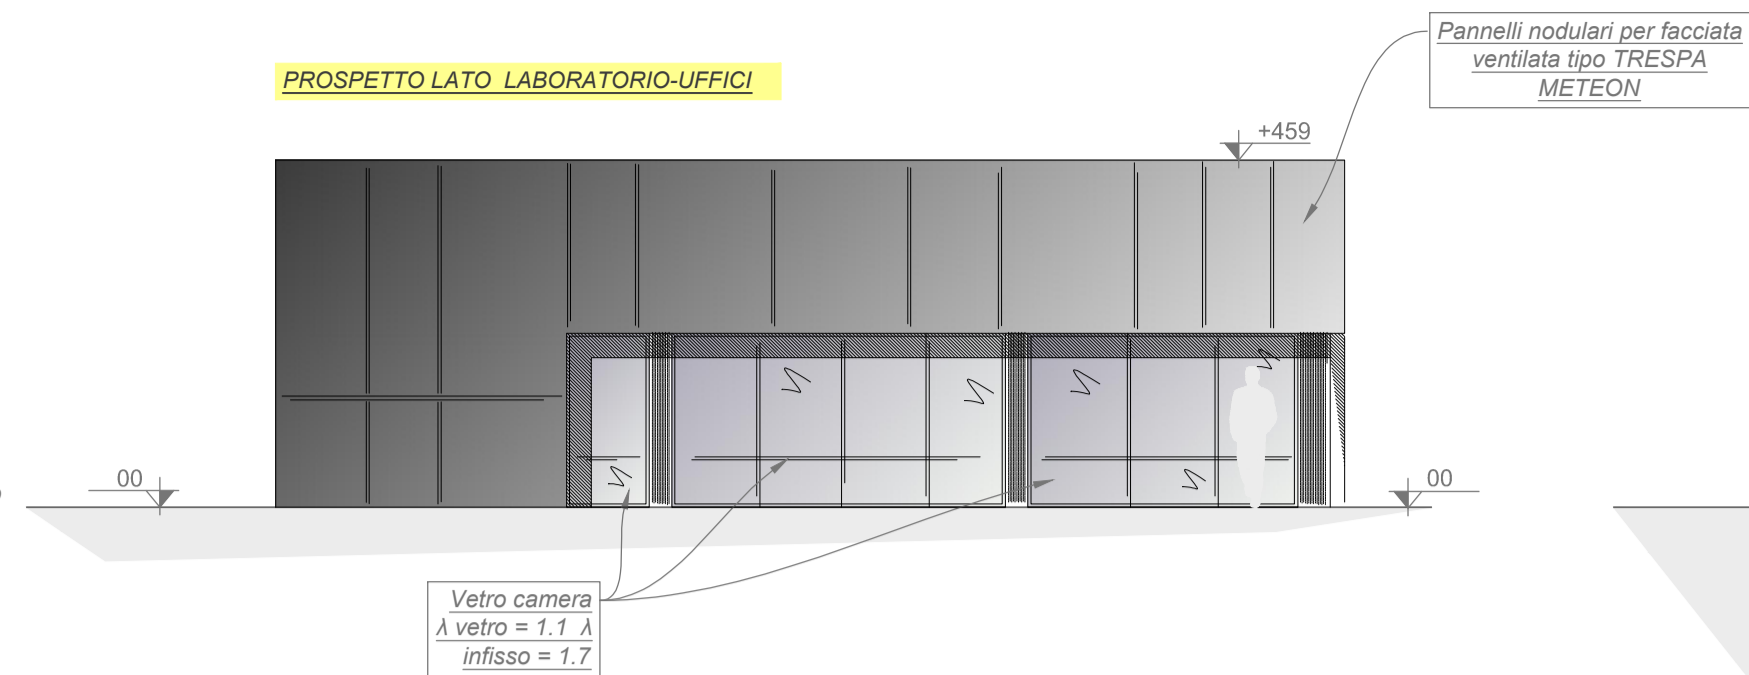 Pannelli nodulari per facciata
ventilata tipo TRESPA
METEON
PROSPETTO LATO LABORATORIO-UFFICI
+459
00
00
Vetro camera
λ vetro = 1.1 λ
infisso = 1.7